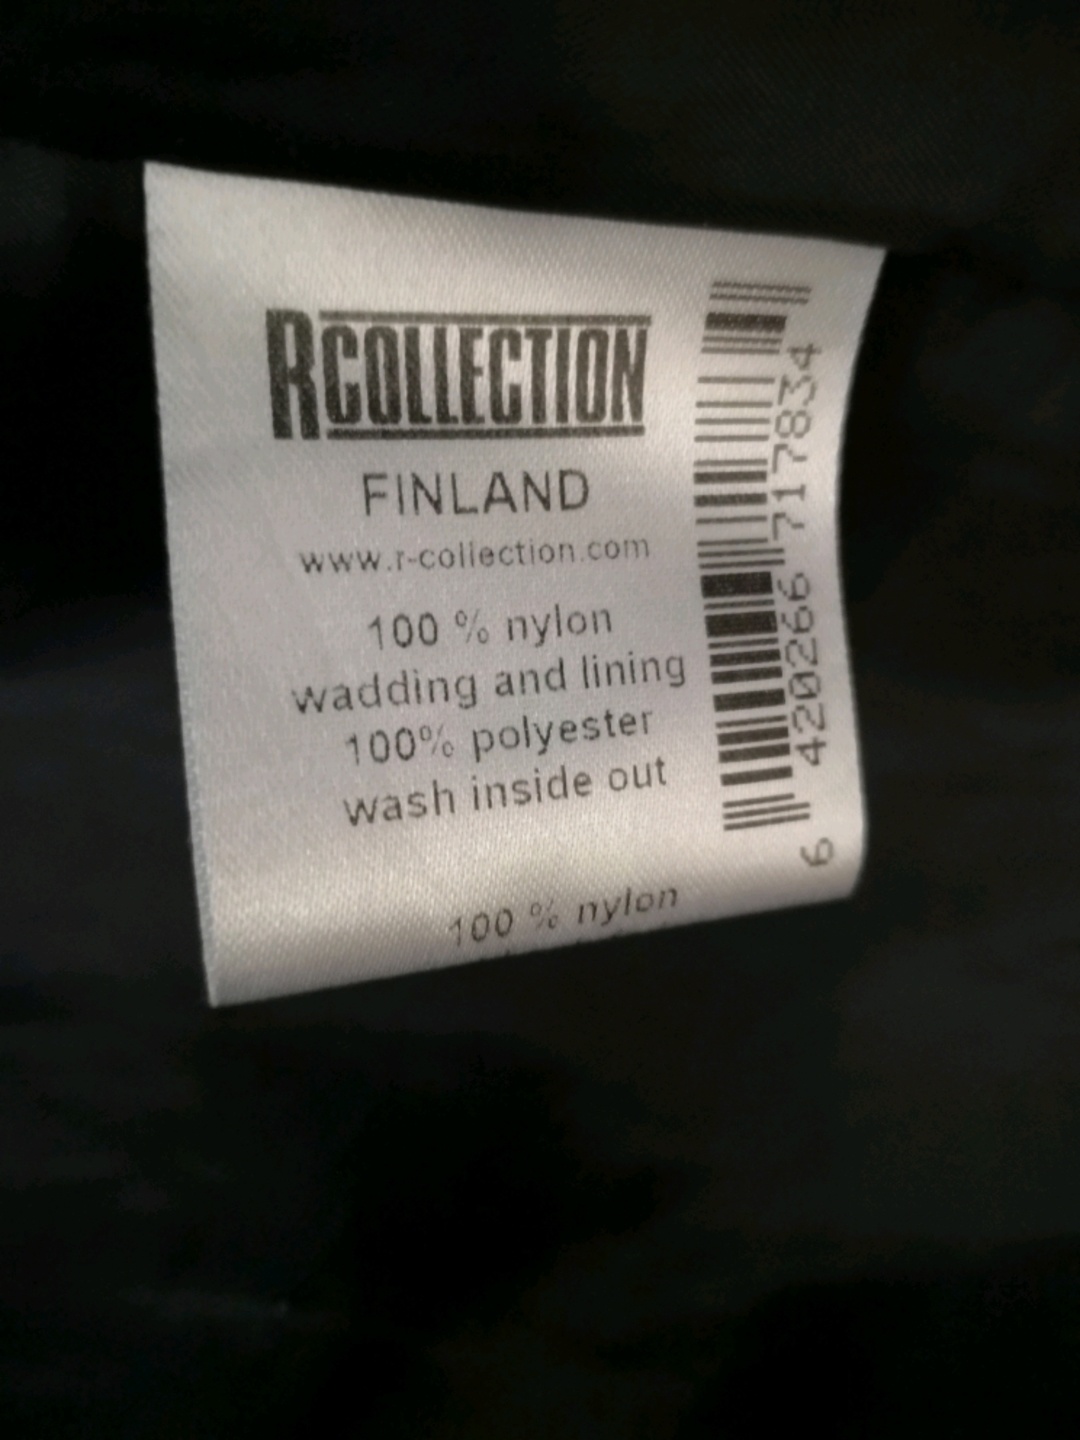 RCOLLECTION
FINLAND
www.r-collection.com
100 % nylon
wadding and lining
100% polyester
wash inside out
100 % nylon
6 420266 717834